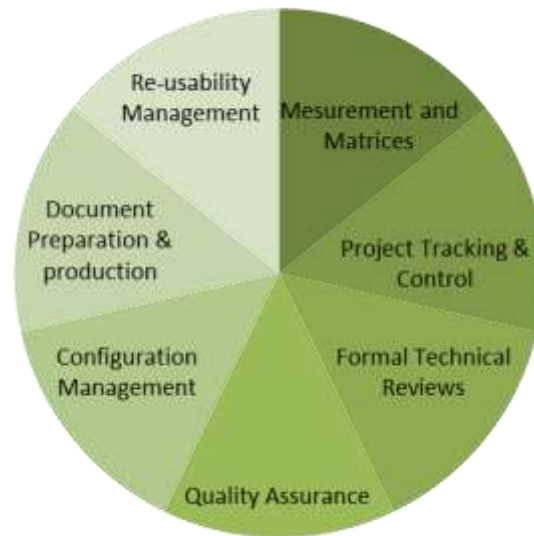 Re-usability
Management
Mesurement and
Matrices
Document
Preparation &
production
Project Tracking &
Control
Configuration
Management
Formal Technical
Reviews
Quality Assurance